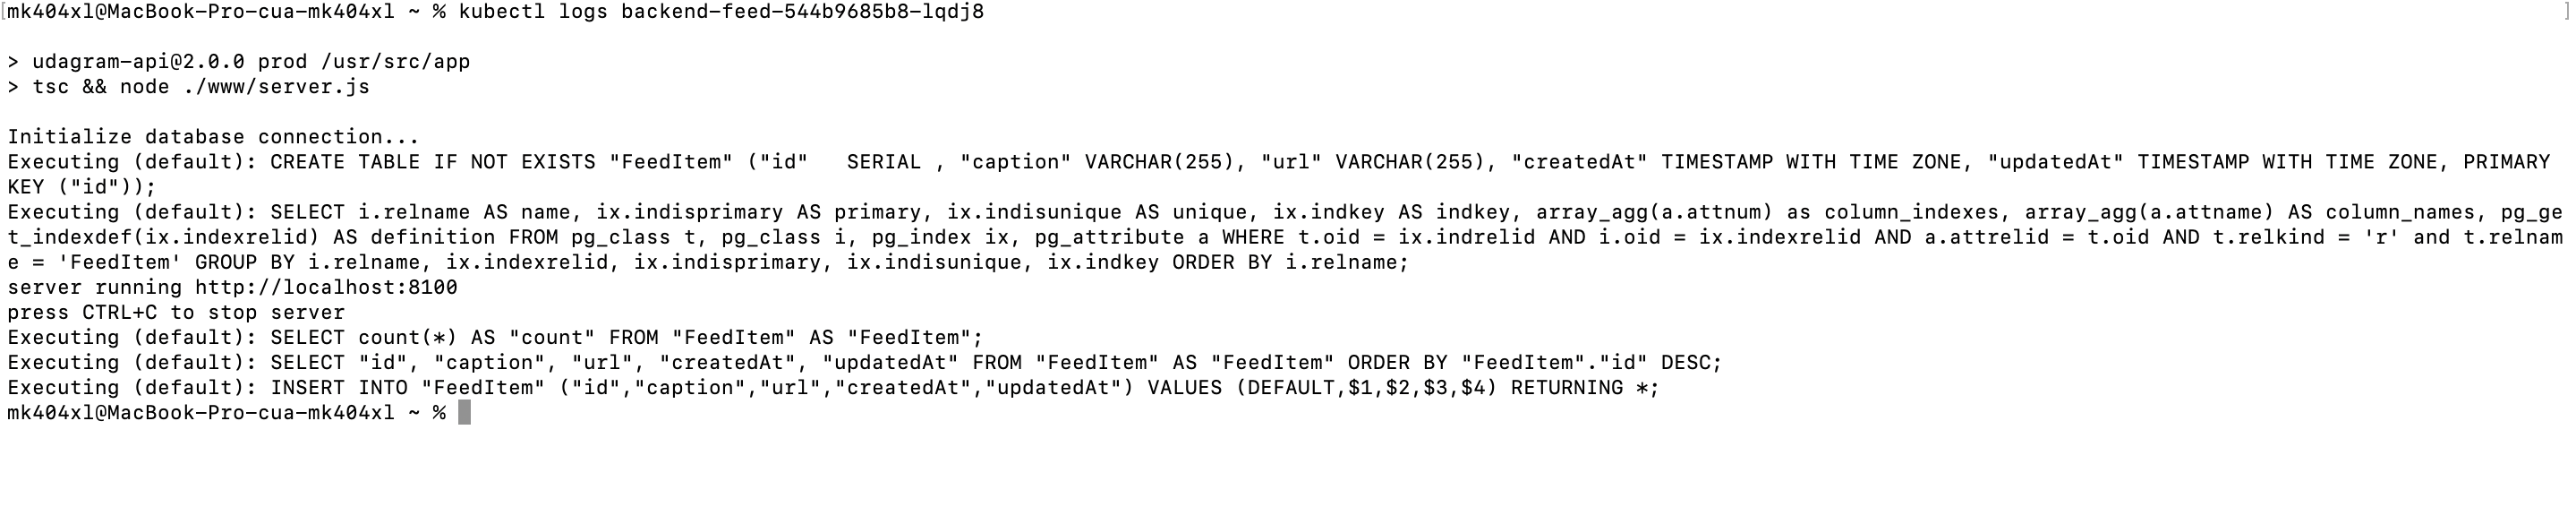 [mk404xl@MacBook-Pro-cua-mk404xl ~ % kubectl logs backend-feed-544b9685b8-lqdj8 ]
> udagram-api@2.0.0 prod /usr/src/app
> tsc && node ./www/server.js
Initialize database connection...
Executing (default): CREATE TABLE IF NOT EXISTS "FeedItem" ("id"   SERIAL , "caption" VARCHAR(255), "url" VARCHAR(255), "createdAt" TIMESTAMP WITH TIME ZONE, "updatedAt" TIMESTAMP WITH TIME ZONE, PRIMARY
KEY ("id"));
Executing (default): SELECT i.relname AS name, ix.indisprimary AS primary, ix.indisunique AS unique, ix.indkey AS indkey, array_agg(a.attnum) as column_indexes, array_agg(a.attname) AS column_names, pg_ge
t_indexdef(ix.indexrelid) AS definition FROM pg_class t, pg_class i, pg_index ix, pg_attribute a WHERE t.oid = ix.indrelid AND i.oid = ix.indexrelid AND a.attrelid = t.oid AND t.relkind = 'r' and t.relnam
e = 'FeedItem' GROUP BY i.relname, ix.indexrelid, ix.indisprimary, ix.indisunique, ix.indkey ORDER BY i.relname;
server running http://localhost:8100
press CTRL+C to stop server
Executing (default): SELECT count(*) AS "count" FROM "FeedItem" AS "FeedItem";
Executing (default): SELECT "id", "caption", "url", "createdAt", "updatedAt" FROM "FeedItem" AS "FeedItem" ORDER BY "FeedItem"."id" DESC;
Executing (default): INSERT INTO "FeedItem" ("id","caption","url","createdAt","updatedAt") VALUES (DEFAULT,$1,$2,$3,$4) RETURNING *;
mk404xl@MacBook-Pro-cua-mk404xl ~ %